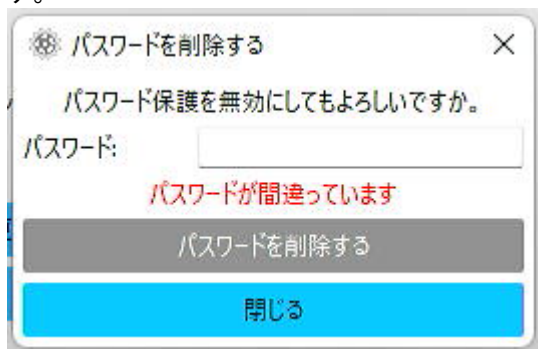 す。
パスワードを削除する
パスワード保護を無効にしてもよろしいですか。
パスワード:
パスワードが間違っています
パスワードを削除する
閉じる